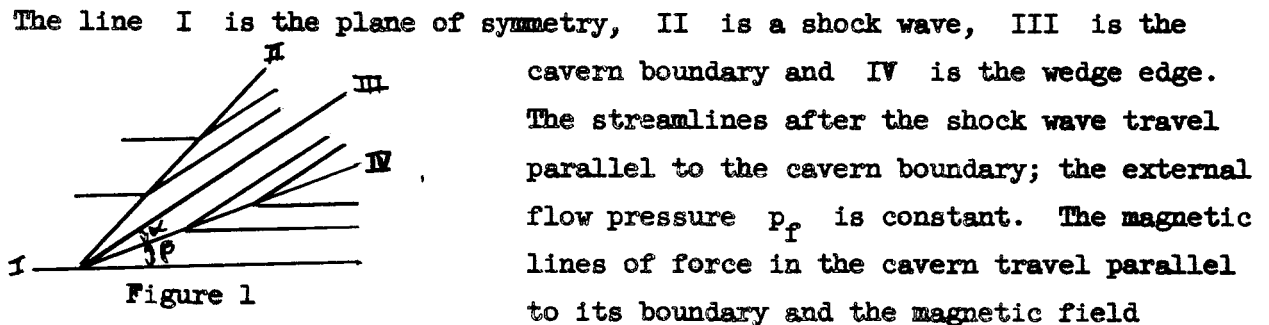 The line I is the plane of symmetry, II is a shock wave, III is the
II
III
cavern boundary and IV is the wedge edge.
The streamlines after the shock wave travel
IV
parallel to the cavern boundary; the external
α
β
flow pressure p_f is constant. The magnetic
I
lines of force in the cavern travel parallel
Figure 1
to its boundary and the magnetic field